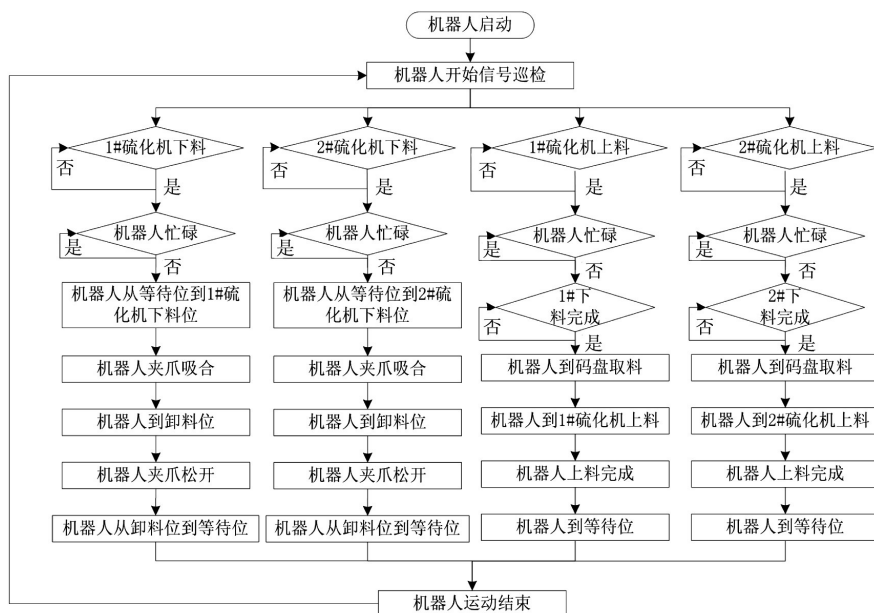 机器人启动
机器人开始信号巡检
1#硫化机下料
否
是
机器人忙碌
是
否
机器人从等待位到1#硫
化机下料位
机器人夹爪吸合
机器人到卸料位
机器人夹爪松开
机器人从卸料位到等待位
2#硫化机下料
否
是
机器人忙碌
是
否
机器人从等待位到2#硫
化机下料位
机器人夹爪吸合
机器人到卸料位
机器人夹爪松开
机器人从卸料位到等待位
1#硫化机上料
否
是
机器人忙碌
是
否
1#下
料完成
否
是
机器人到码盘取料
机器人到1#硫化机上料
机器人上料完成
机器人到等待位
2#硫化机上料
否
是
机器人忙碌
是
否
2#下
料完成
否
是
机器人到码盘取料
机器人到2#硫化机上料
机器人上料完成
机器人到等待位
机器人运动结束